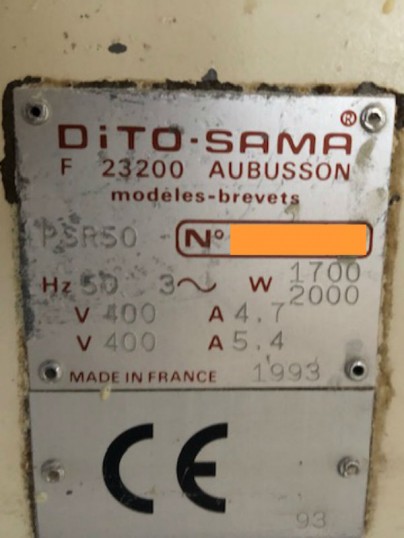 DiTO-SAMA®
F 23200 AUBUSSON
modèles-brevets
PSR50 - N°
Hz 50 3~ W 1700
2000
V 400 A 4.7
V 400 A 5.4
MADE IN FRANCE 1993
CE
93